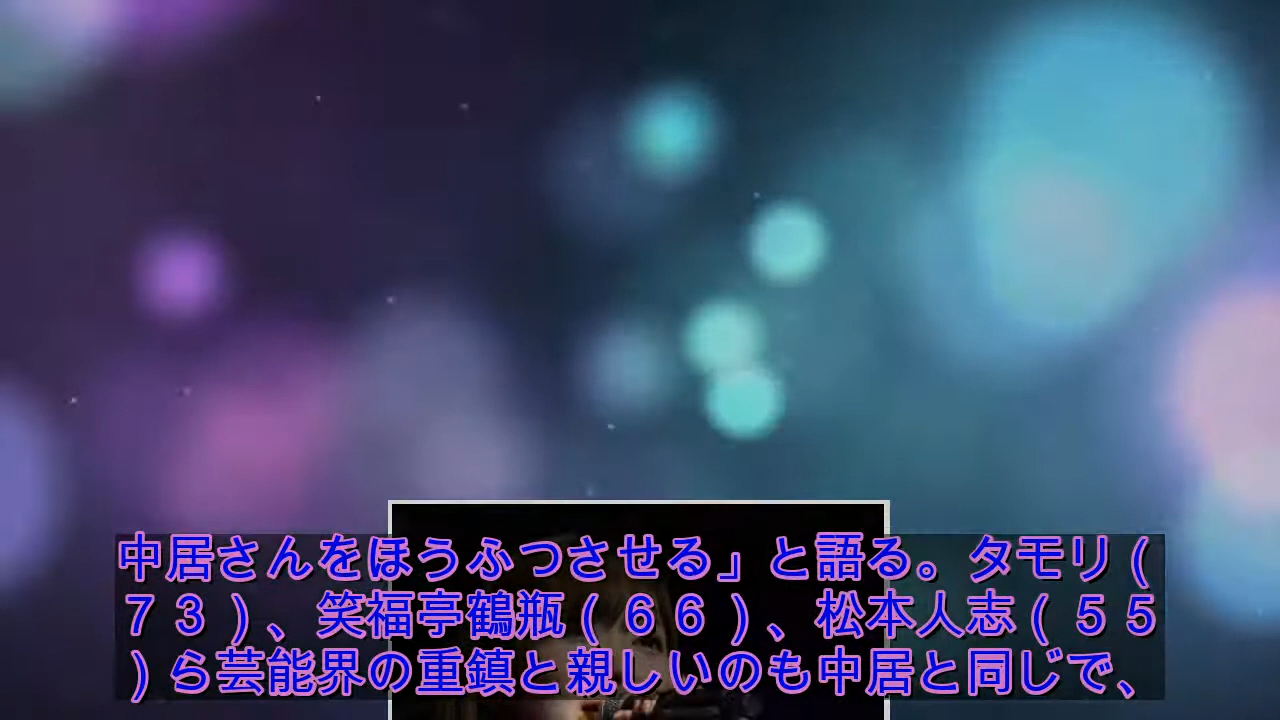 中居さんをほうふつさせる」と語る。タモリ（
７３）、笑福亭鶴瓶（６６）、松本人志（５５
）ら芸能界の重鎮と親しいのも中居と同じで、